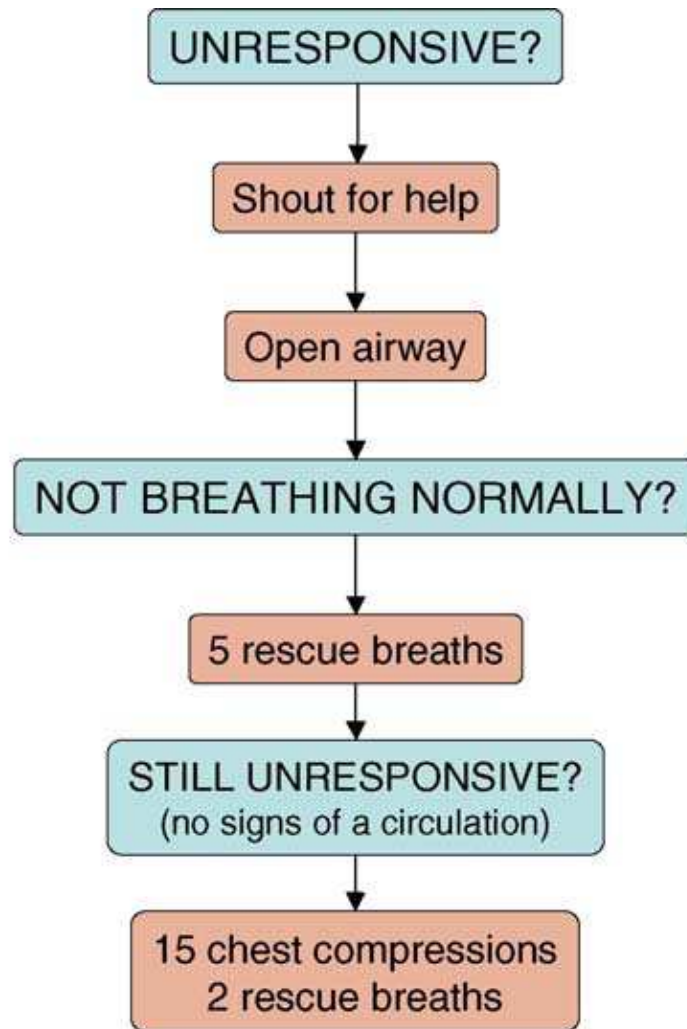 UNRESPONSIVE?
Shout for help
Open airway
NOT BREATHING NORMALLY?
5 rescue breaths
STILL UNRESPONSIVE?
(no signs of a circulation)
15 chest compressions
2 rescue breaths